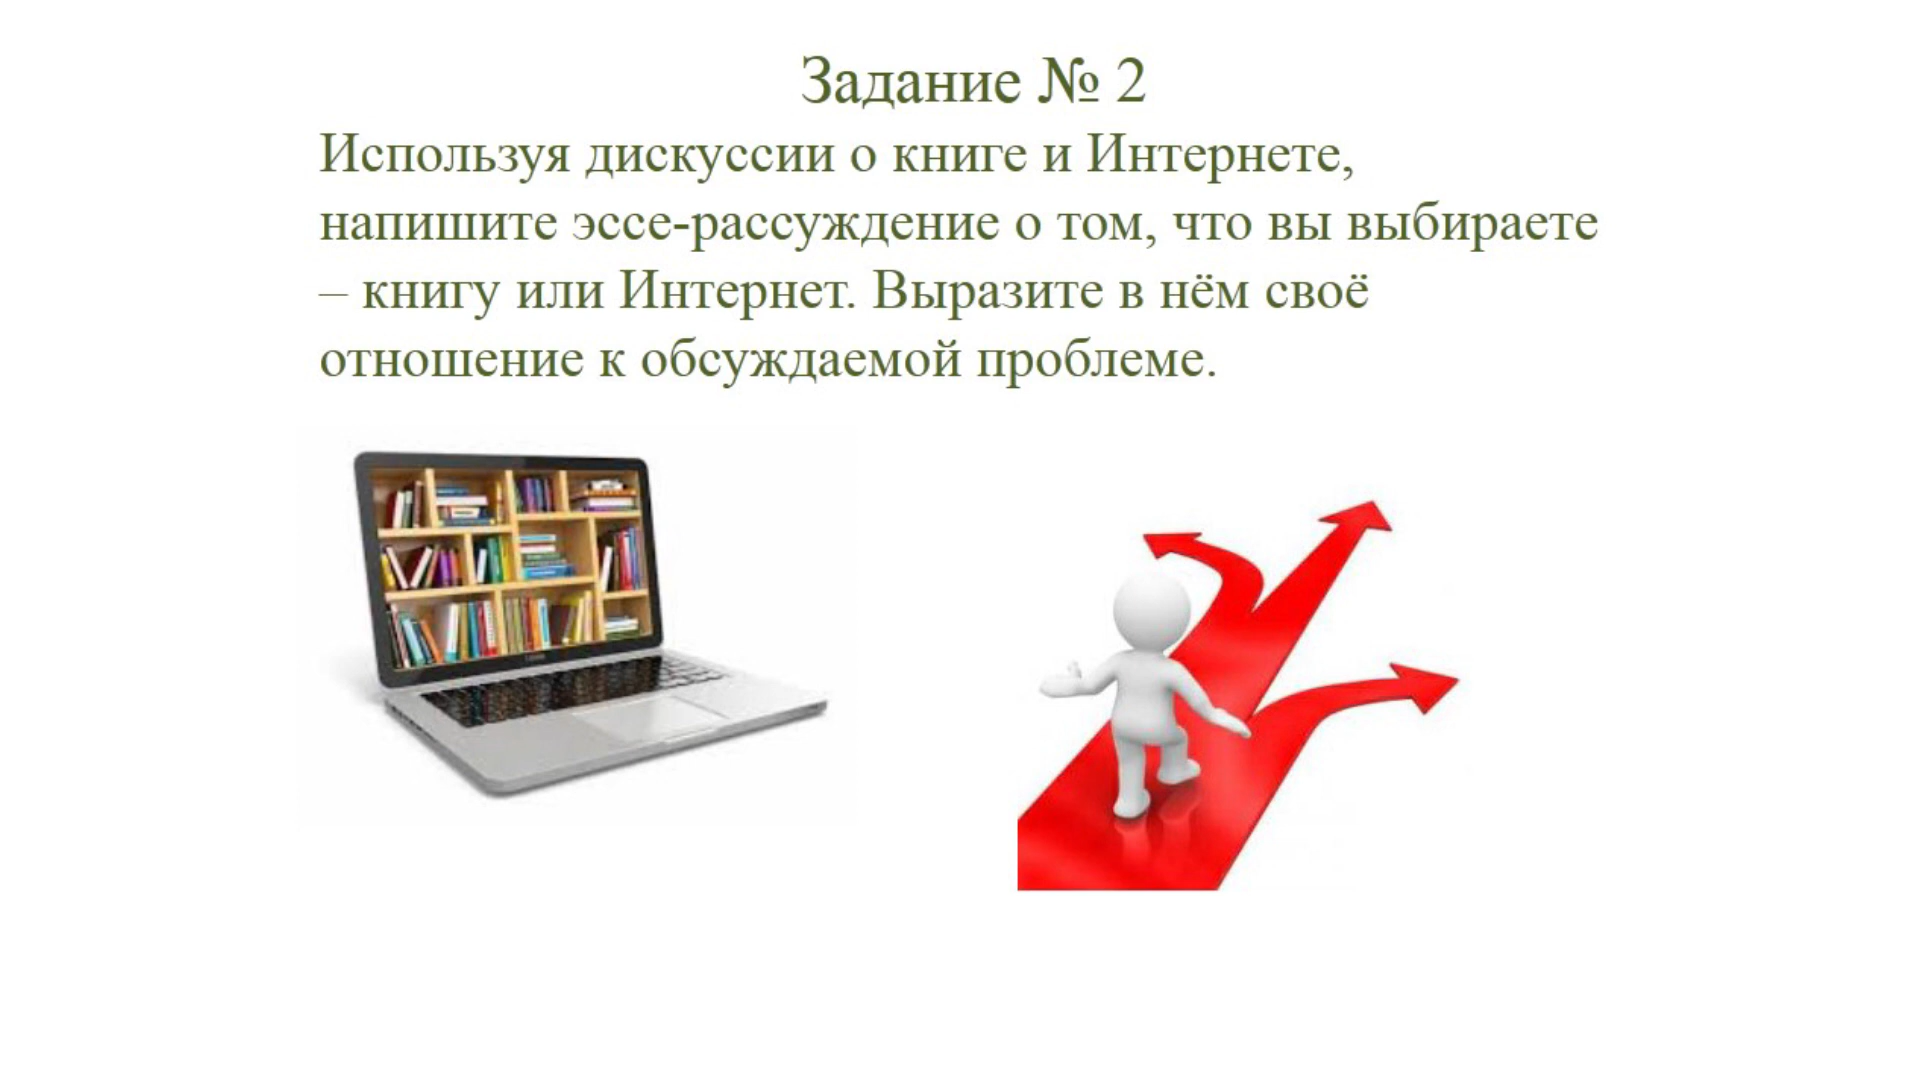 Задание № 2
Используя дискуссии о книге и Интернете,
напишите эссе-рассуждение о том, что вы выбираете
– книгу или Интернет. Выразите в нём своё
отношение к обсуждаемой проблеме.